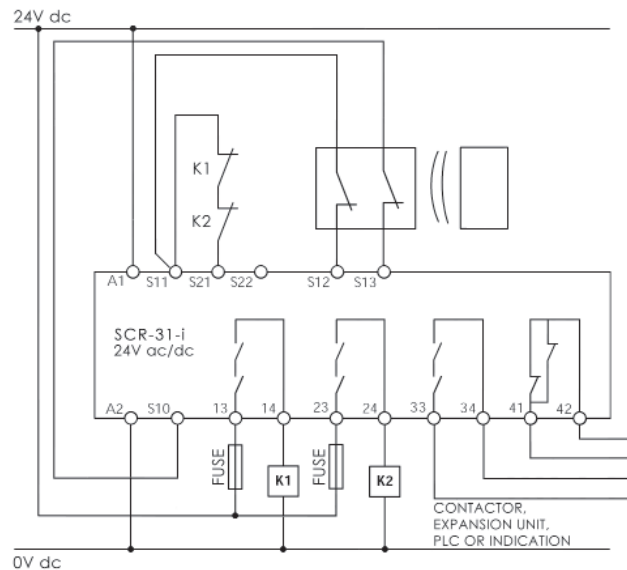 24V dc
K1
K2
A1 S11 S21 S22 S12 S13
SCR-31-i
24V ac/dc
A2 S10 13 14 23 24 33 34 41 42
FUSE K1 FUSE K2
CONTACTOR,
EXPANSION UNIT,
PLC OR INDICATION
0V dc